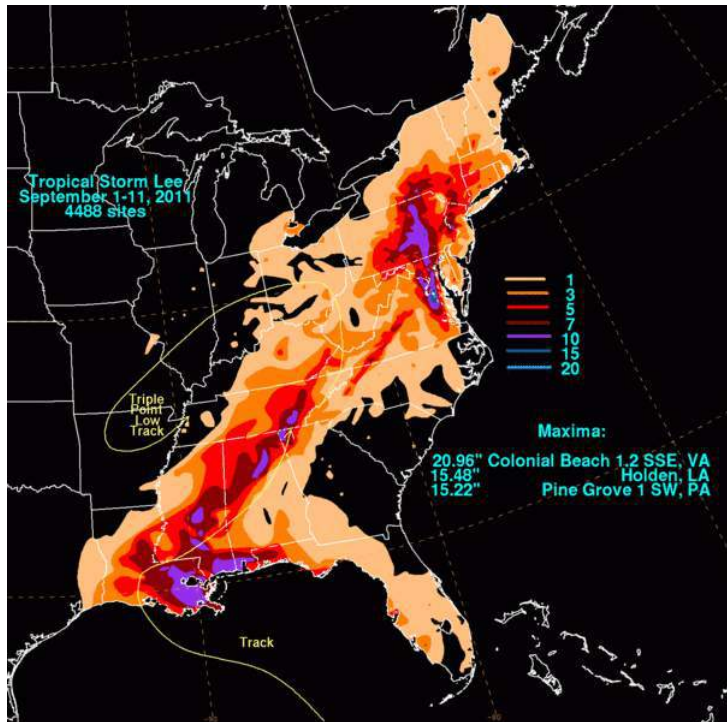 Tropical Storm Lee
September 1-11, 2011
4488 sites
1
3
5
7
10
15
20
Triple
Point
Low
Track
Maxima:
20.96" Colonial Beach 1.2 SSE, VA
15.48" Holden, LA
15.22" Pine Grove 1 SW, PA
Track